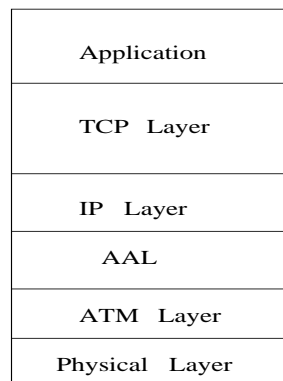 Application
TCP Layer
IP Layer
AAL
ATM Layer
Physical Layer